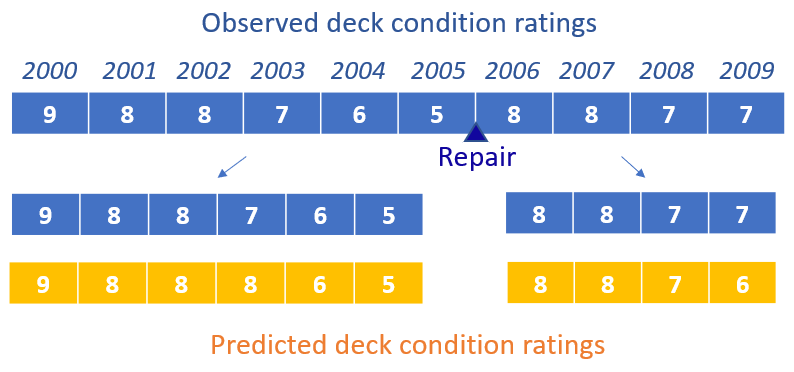 Observed deck condition ratings
2000 2001 2002 2003 2004 2005 2006 2007 2008 2009
9 8 8 7 6 5 8 8 7 7
Repair
9 8 8 7 6 5 8 8 7 7
9 8 8 8 6 5 8 8 7 6
Predicted deck condition ratings